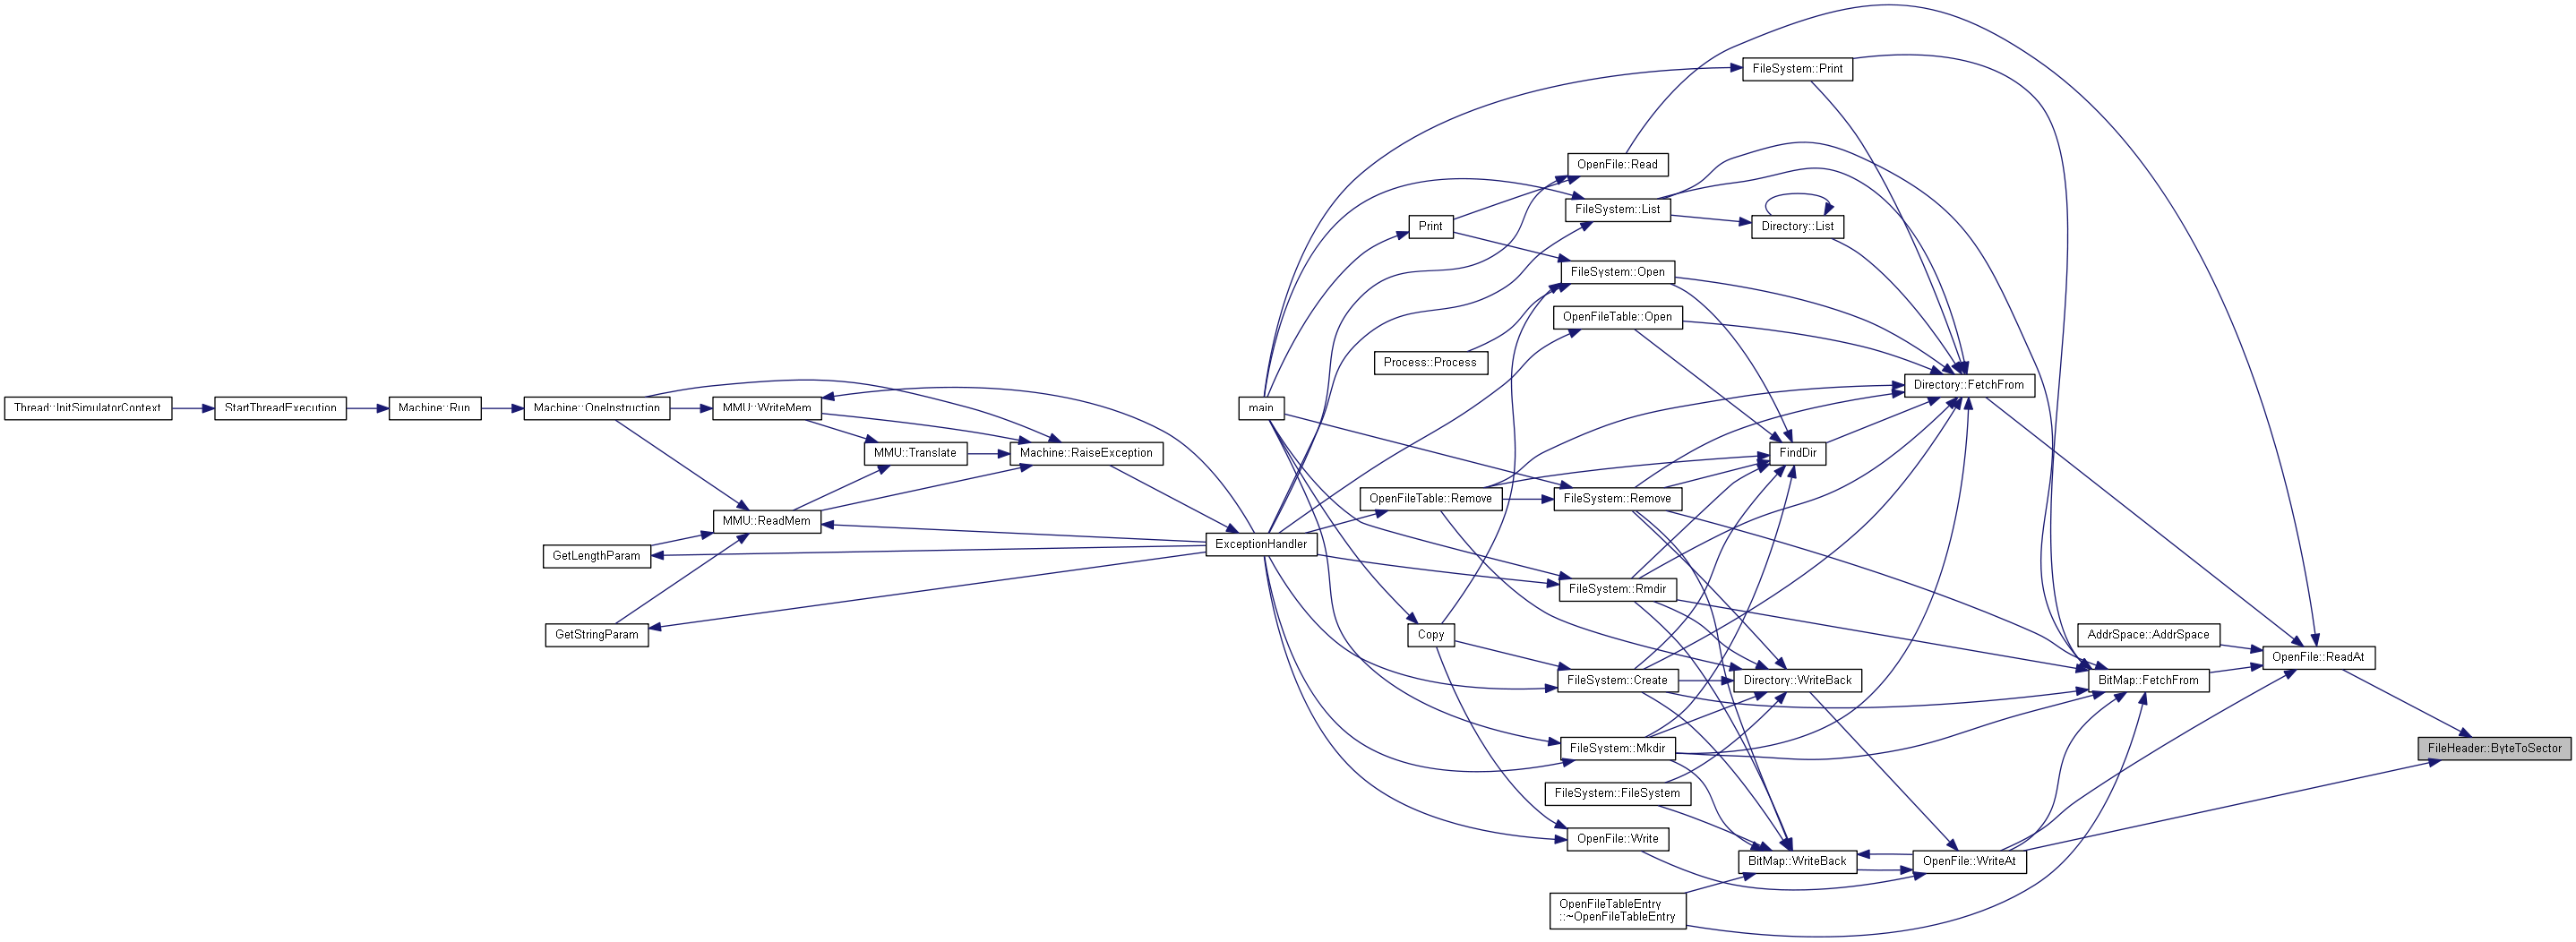 FileSystem::Print
OpenFile::Read
FileSystem::List
Print
Directory::List
FileSystem::Open
OpenFileTable::Open
Process::Process
Directory::FetchFrom
Thread::InitSimulatorContext
StartThreadExecution
Machine::Run
Machine::OneInstruction
MMU::WriteMem
main
MMU::Translate
Machine::RaiseException
FindDir
OpenFileTable::Remove
FileSystem::Remove
MMU::ReadMem
GetLengthParam
ExceptionHandler
FileSystem::Rmdir
GetStringParam
Copy
AddrSpace::AddrSpace
OpenFile::ReadAt
FileSystem::Create
Directory::WriteBack
BitMap::FetchFrom
FileSystem::Mkdir
FileHeader::ByteToSector
FileSystem::FileSystem
OpenFile::Write
BitMap::WriteBack
OpenFile::WriteAt
OpenFileTableEntry
::~OpenFileTableEntry